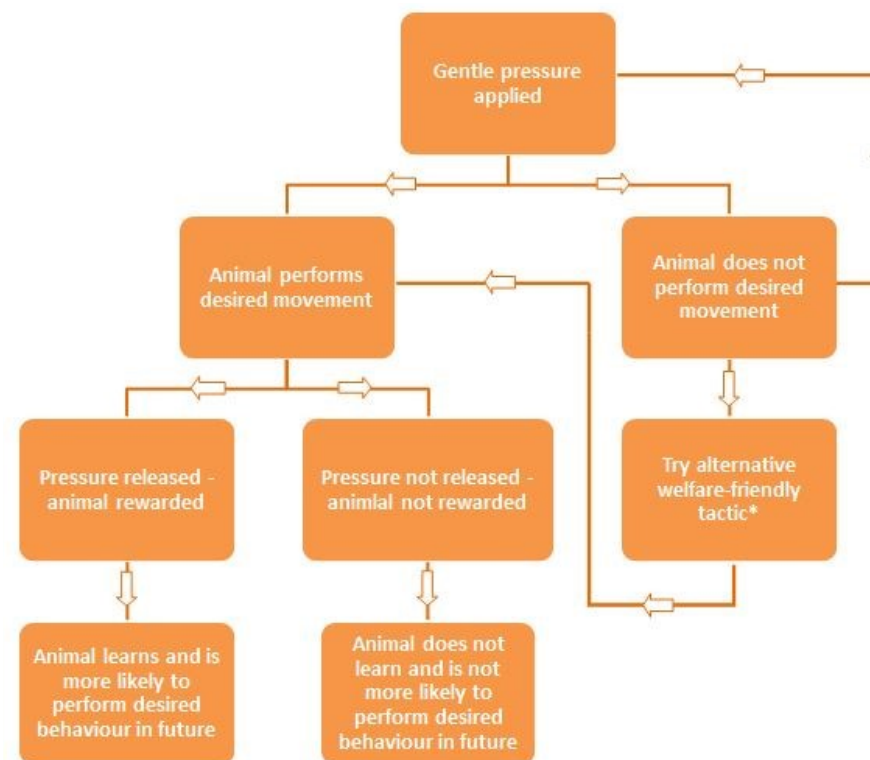 Gentle pressure
applied
Animal performs
desired movement
Animal does not
perform desired
movement
Pressure released -
animal rewarded
Pressure not released -
animlal not rewarded
Try alternative
welfare-friendly
tactic*
Animal learns and is
more likely to
perform desired
behaviour in future
Animal does not
learn and is not
more likely to
perform desired
behaviour in future